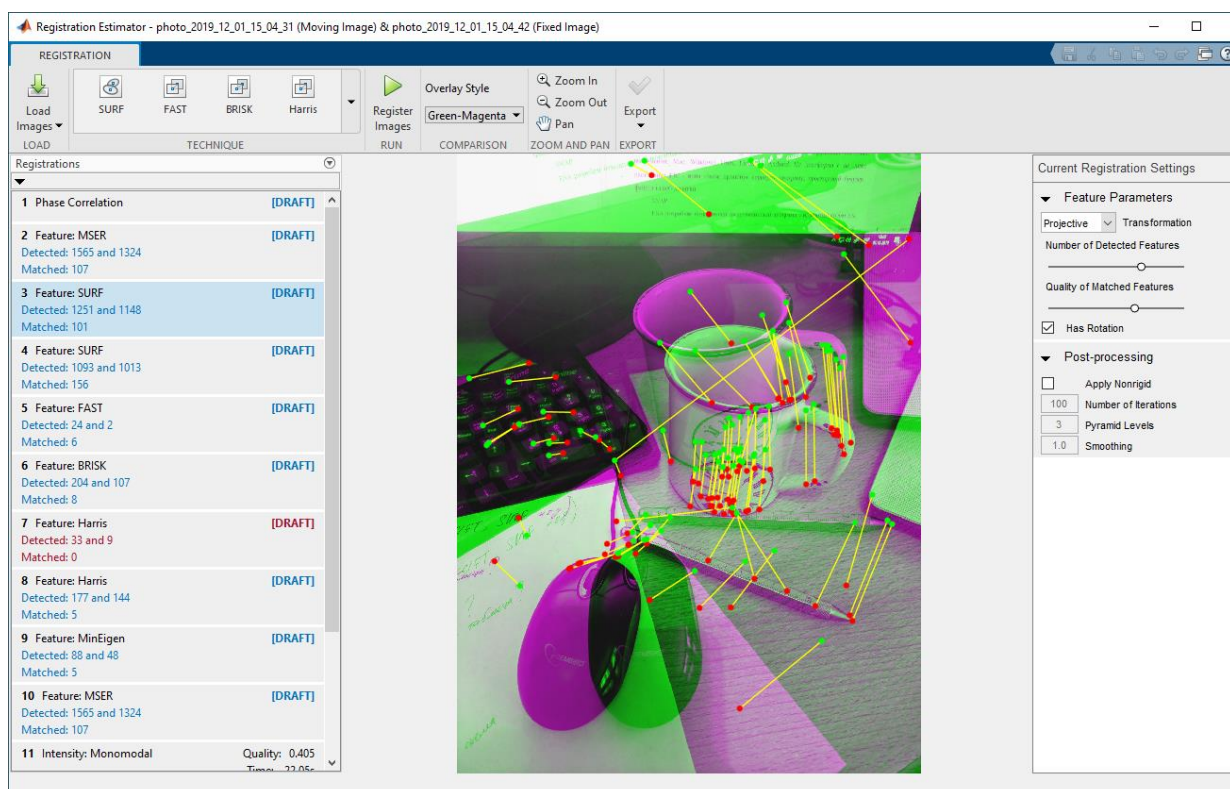 Registration Estimator - photo_2019_12_01_15_04_31 (Moving Image) & photo_2019_12_01_15_04_42 (Fixed Image)
REGISTRATION
Load Images
SURF
FAST
BRISK
Harris
Register Images
Overlay Style
Green-Magenta
Zoom In
Zoom Out
Pan
Export
LOAD
TECHNIQUE
RUN
COMPARISON
ZOOM AND PAN
EXPORT
Registrations
1 Phase Correlation [DRAFT]
2 Feature: MSER [DRAFT]
Detected: 1565 and 1324
Matched: 107
3 Feature: SURF [DRAFT]
Detected: 1251 and 1148
Matched: 101
4 Feature: SURF [DRAFT]
Detected: 1093 and 1013
Matched: 156
5 Feature: FAST [DRAFT]
Detected: 24 and 2
Matched: 6
6 Feature: BRISK [DRAFT]
Detected: 204 and 107
Matched: 8
7 Feature: Harris [DRAFT]
Detected: 33 and 9
Matched: 0
8 Feature: Harris [DRAFT]
Detected: 177 and 144
Matched: 5
9 Feature: MinEigen [DRAFT]
Detected: 88 and 48
Matched: 5
10 Feature: MSER [DRAFT]
Detected: 1565 and 1324
Matched: 107
11 Intensity: Monomodal Quality: 0.405
Time: 22.05s
Current Registration Settings
Feature Parameters
Projective Transformation
Number of Detected Features
Quality of Matched Features
Has Rotation
Post-processing
Apply Nonrigid
100 Number of Iterations
3 Pyramid Levels
1.0 Smoothing